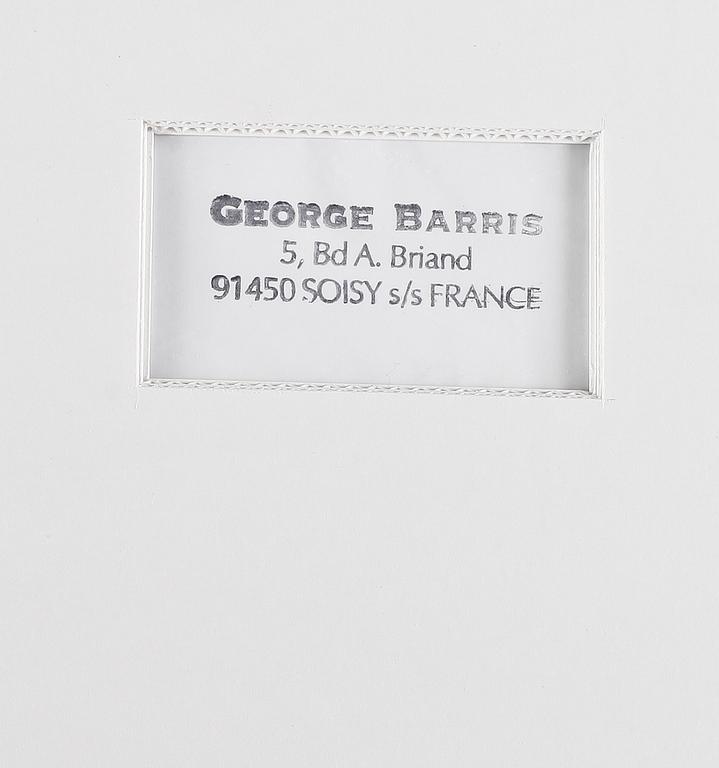 GEORGE BARRIS
5, Bd A. Briand
91450 SOISY s/s FRANCE